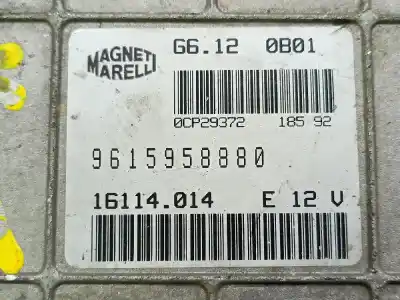 MAGNETI
MARELLI
G6.12 0B01
0CP29372 185 92
9615958880
16114.014 E 12 V